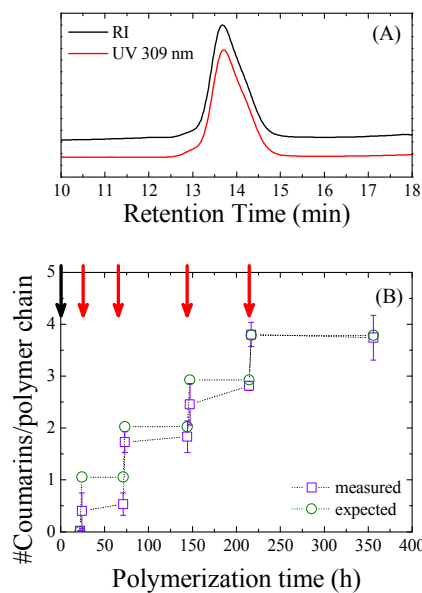 RI
(A)
UV 309 nm
10 11 12 13 14 15 16 17 18
Retention Time (min)
5
4
3
2
1
0
#Coumarins/polymer chain
(B)
measured
expected
0 50 100 150 200 250 300 350 400
Polymerization time (h)